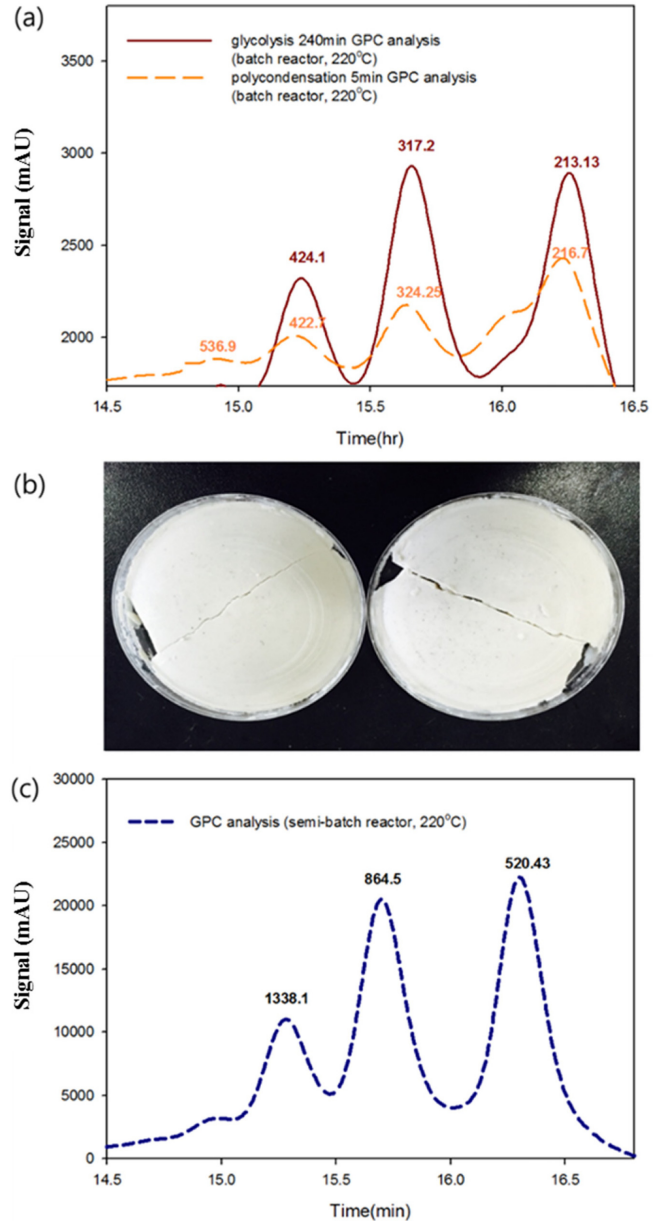 (a)
glycolysis 240min GPC analysis
(batch reactor, 220°C)
polycondensation 5min GPC analysis
(batch reactor, 220°C)
3500
3000
2500
2000
Signal (mAU)
424.1
317.2
213.13
536.9
422.7
324.25
216.7
14.5 15.0 15.5 16.0 16.5
Time(hr)
(b)
(c)
GPC analysis (semi-batch reactor, 220°C)
30000
25000
20000
15000
10000
5000
0
Signal (mAU)
1338.1
864.5
520.43
14.5 15.0 15.5 16.0 16.5
Time(min)